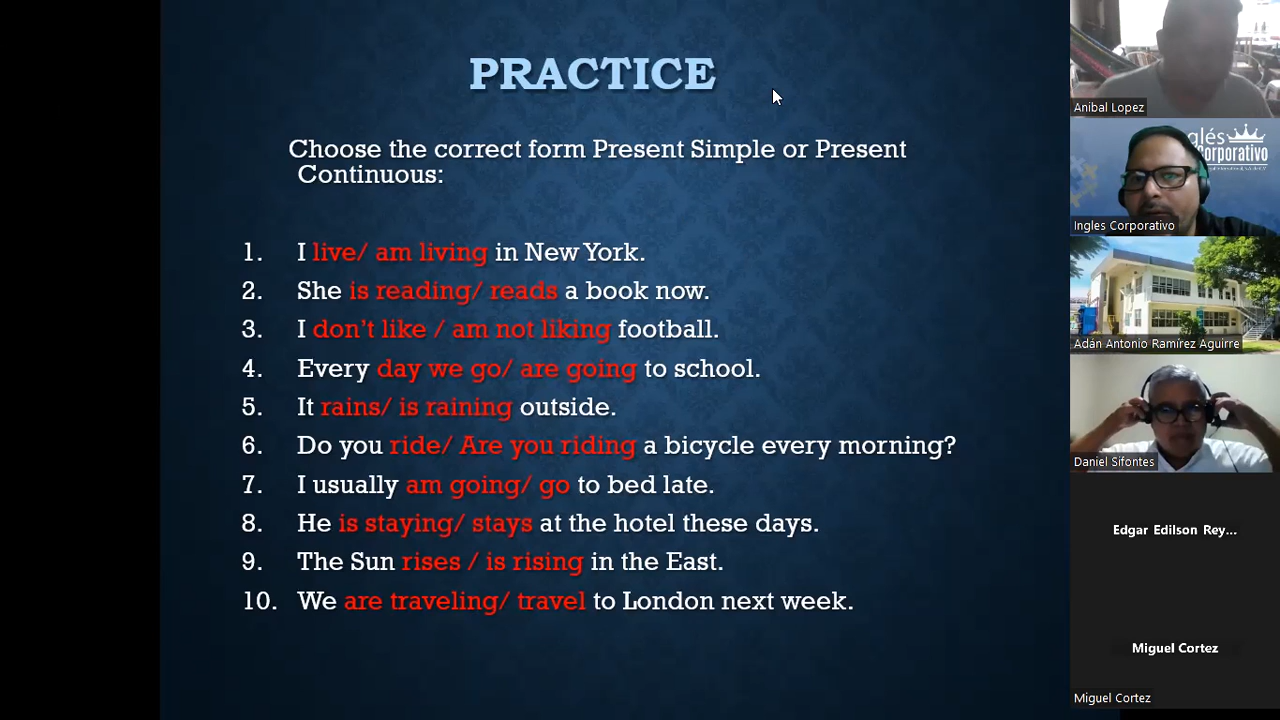 PRACTICE
Choose the correct form Present Simple or Present
Continuous:
1. I live/ am living in New York.
2. She is reading/ reads a book now.
3. I don't like / am not liking football.
4. Every day we go/ are going to school.
5. It rains/ is raining outside.
6. Do you ride/ Are you riding a bicycle every morning?
7. I usually am going/ go to bed late.
8. He is staying/ stays at the hotel these days.
9. The Sun rises / is rising in the East.
10. We are traveling/ travel to London next week.
Anibal Lopez
glés
orporativo
Ingles Corporativo
Adán Antonio Ramírez Aguirre
Daniel Sifontes
Edgar Edilson Rey...
Miguel Cortez
Miguel Cortez